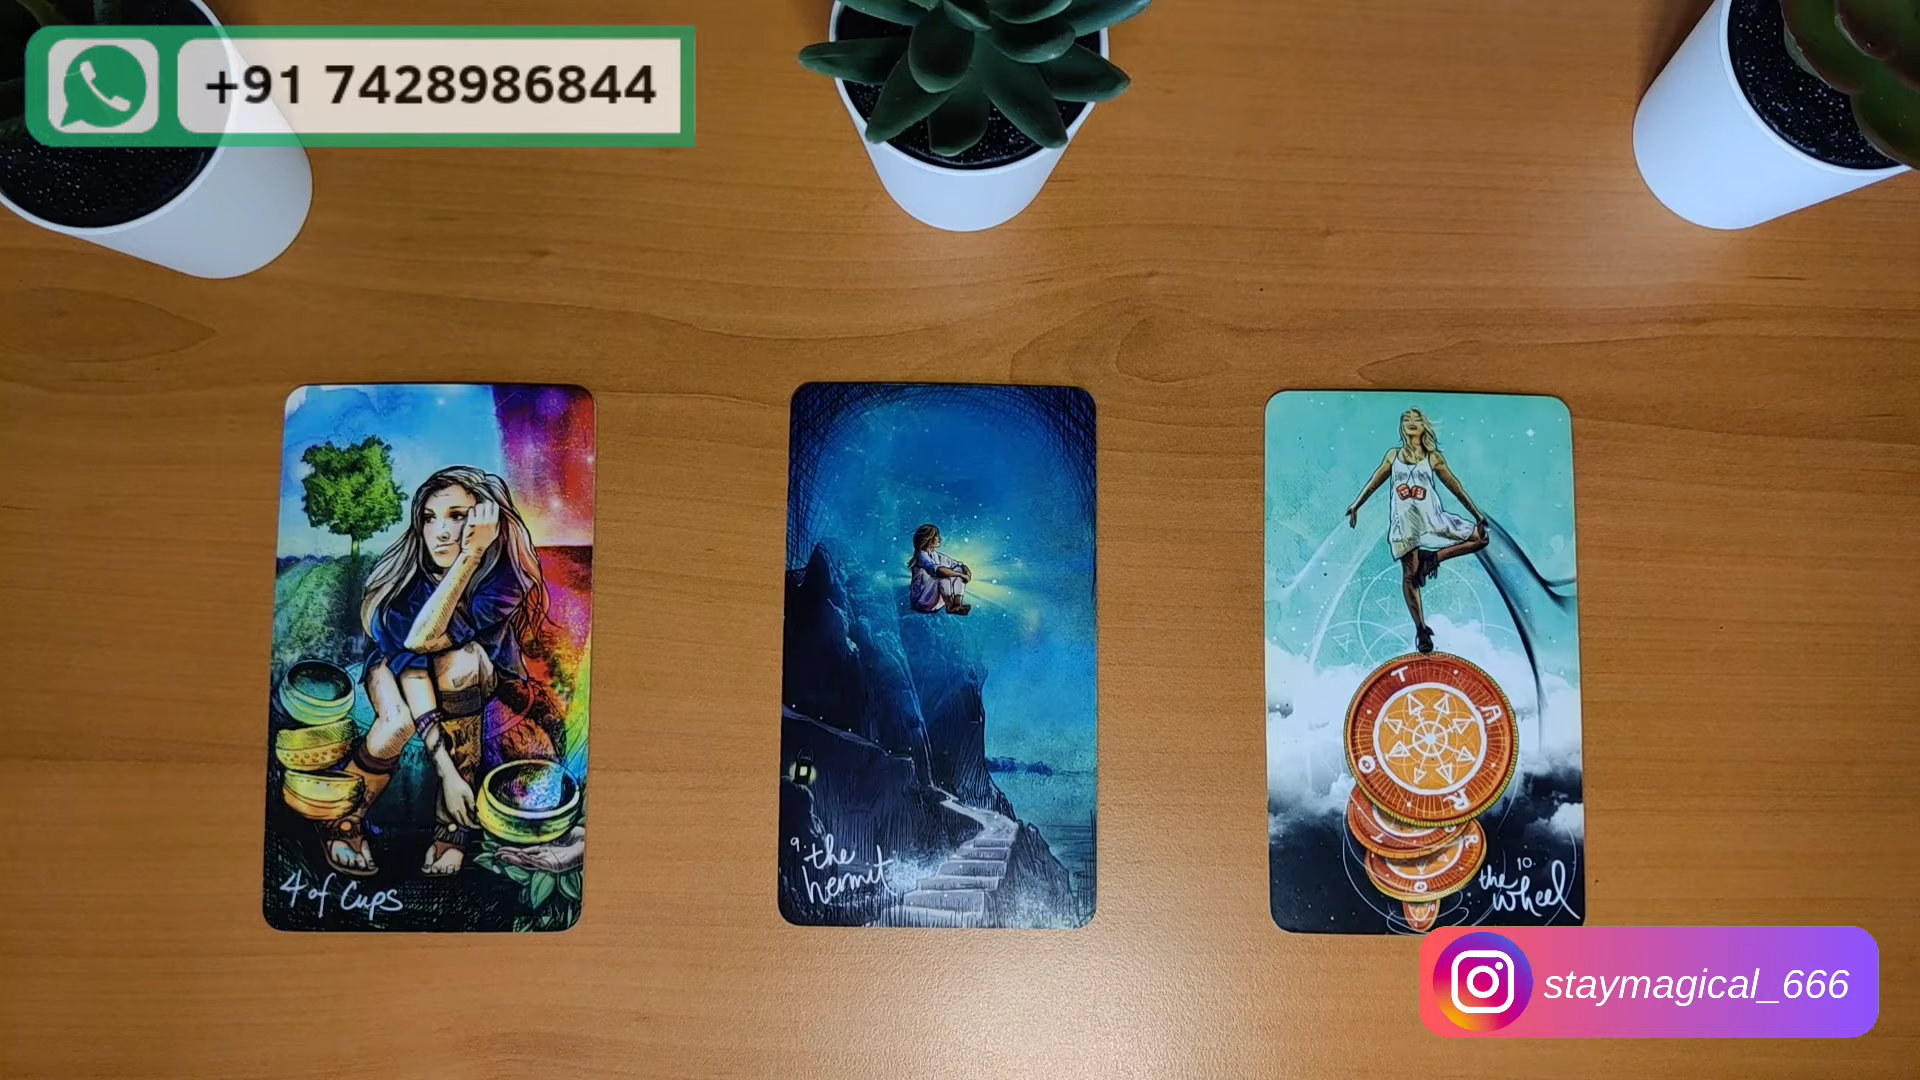 +91 7428986844
4 of Cups
9.
the
hermit
T
A
R
O
10.
the
wheel
staymagical_666